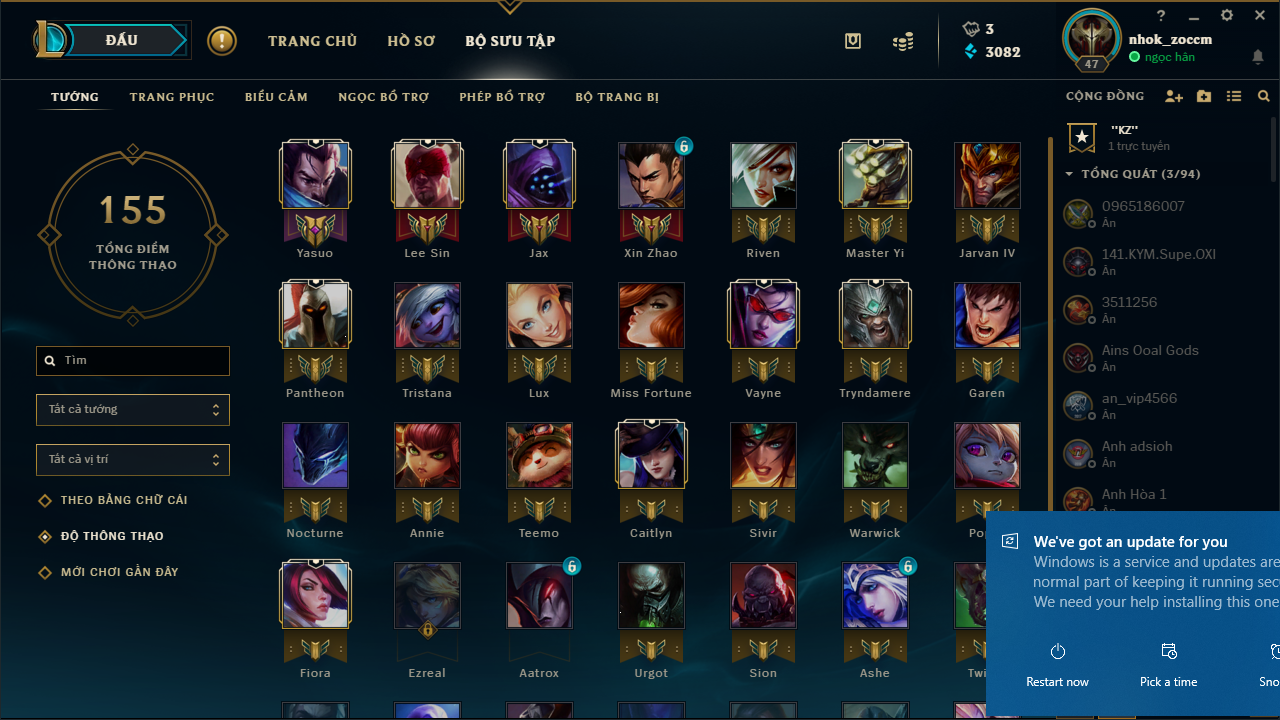 ĐẤU
TRANG CHỦ
HỒ SƠ
BỘ SƯU TẬP
3
3082
?
nhok_zoccm
ngọc hân
47
TƯỚNG
TRANG PHỤC
BIỂU CẢM
NGỌC BỔ TRỢ
PHÉP BỔ TRỢ
BỘ TRANG BỊ
CỘNG ĐỒNG
155
TỔNG ĐIỂM
THÔNG THẠO
Tìm
Tất cả tướng
Tất cả vị trí
THEO BẢNG CHỮ CÁI
ĐỘ THÔNG THẠO
MỚI CHƠI GẦN ĐÂY
6
Yasuo
Lee Sin
Jax
Xin Zhao
Riven
Master Yi
Jarvan IV
Pantheon
Tristana
Lux
Miss Fortune
Vayne
Tryndamere
Garen
Nocturne
Annie
Teemo
Caitlyn
Sivir
Warwick
Pop
6
6
Fiora
Ezreal
Aatrox
Urgot
Sion
Ashe
Twi
"KZ"
1 trực tuyến
TỔNG QUÁT (3/94)
0965186007
Ẩn
141.KYM.Supe.OXI
Ẩn
3511256
Ẩn
Ains Ooal Gods
Ẩn
an_vip4566
Ẩn
Anh adsioh
Ẩn
Anh Hòa 1
Ẩn
We've got an update for you
Windows is a service and updates are
normal part of keeping it running sec
We need your help installing this one
Restart now
Pick a time
Sno